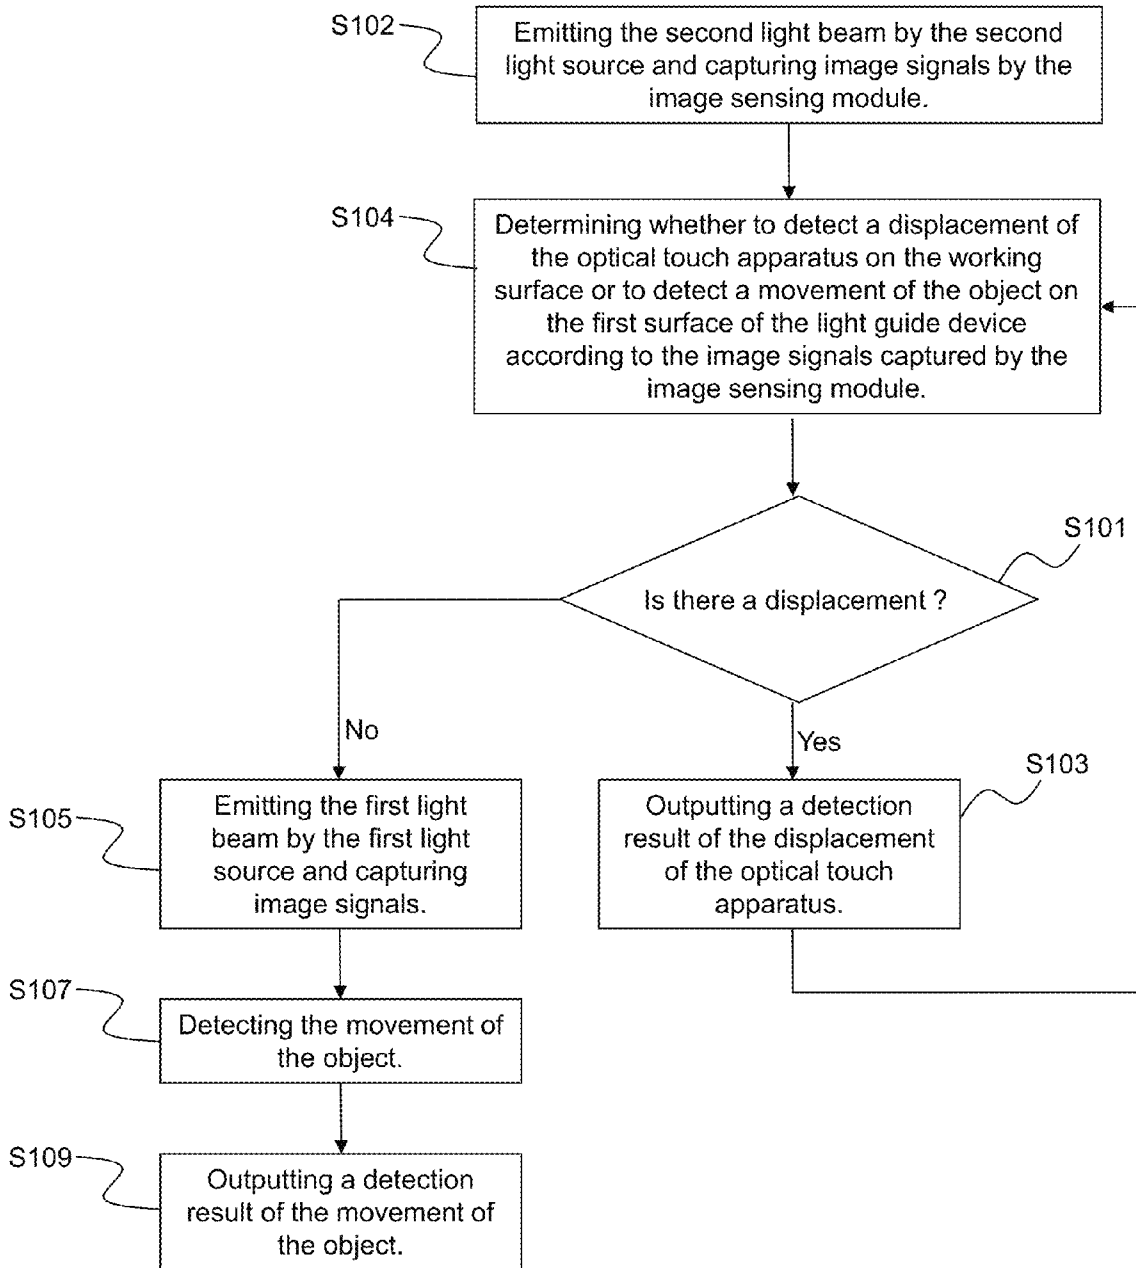 S102
Emitting the second light beam by the second
light source and capturing image signals by the
image sensing module.
S104
Determining whether to detect a displacement of
the optical touch apparatus on the working
surface or to detect a movement of the object on
the first surface of the light guide device
according to the image signals captured by the
image sensing module.
S101
Is there a displacement ?
No
Yes
S103
S105
Emitting the first light
beam by the first light
source and capturing
image signals.
Outputting a detection
result of the displacement
of the optical touch
apparatus.
S107
Detecting the movement of
the object.
S109
Outputting a detection
result of the movement of
the object.